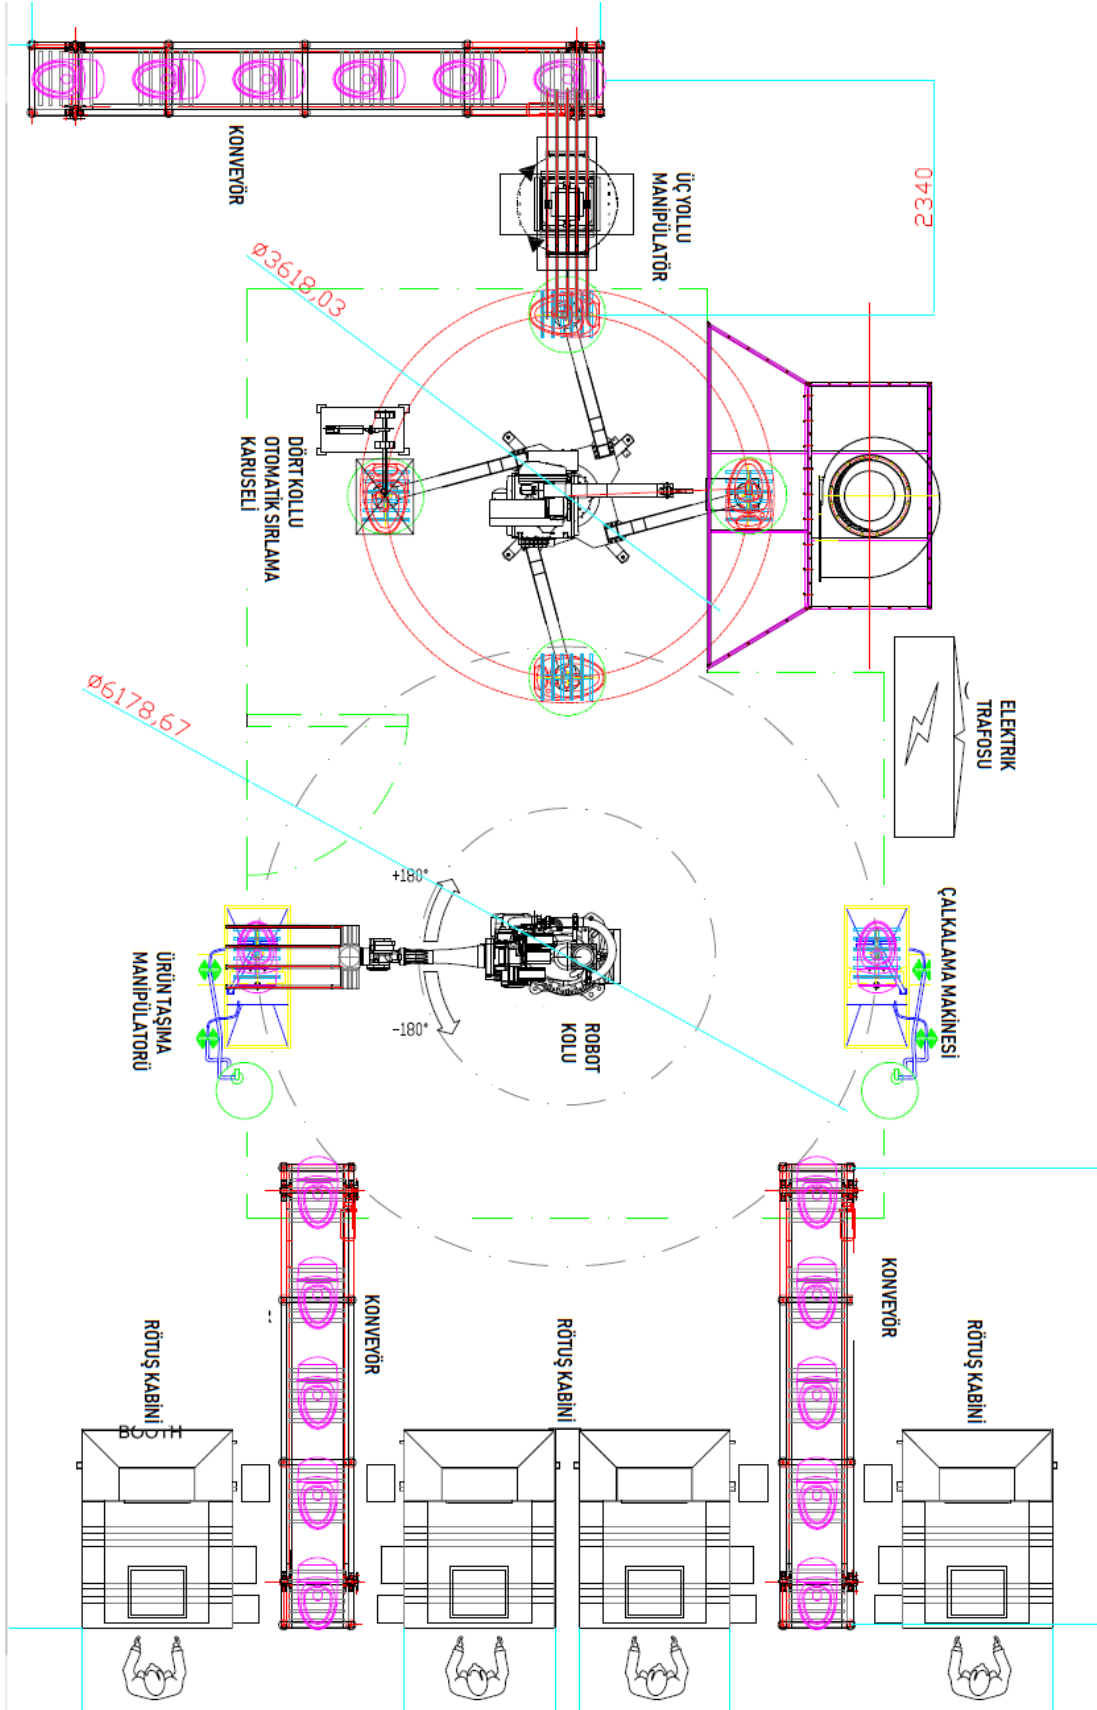 KONVEYÖR
ÜÇ YOLLU
MANİPÜLATÖR
2340
Ø3618,03
DÖRT KOLLU
OTOMATİK SIRLAMA
KARUSELİ
ELEKTRIK
TRAFOSU
Ø6178,67
+180°
-180°
ÇALKALAMA MAKİNESİ
ÜRÜN TAŞIMA
MANİPÜLATORÜ
ROBOT
KOLU
KONVEYÖR
KONVEYÖR
RÖTUŞ KABİNİ
RÖTUŞ KABİNİ
RÖTUŞ KABİNİ
BOOTH